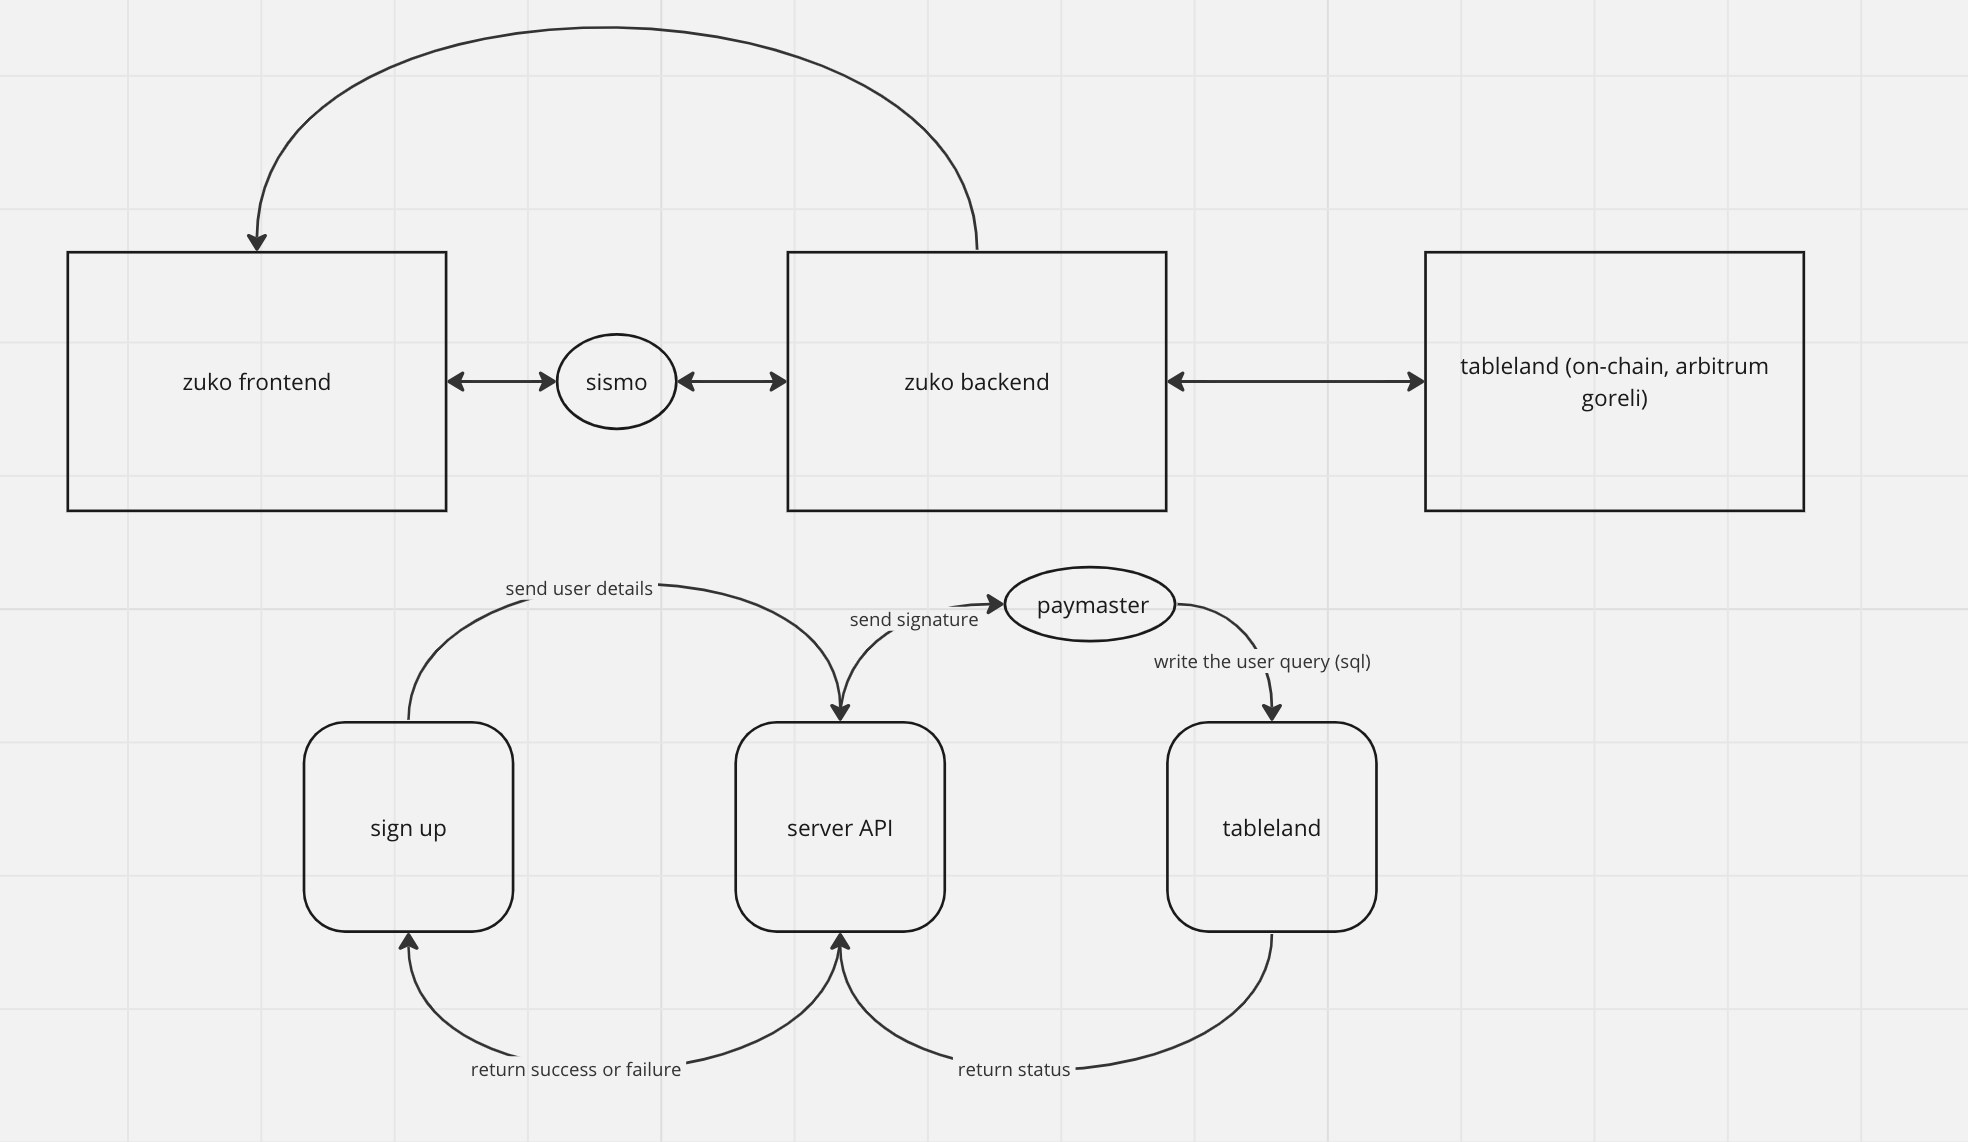 zuko frontend
sismo
zuko backend
tableland (on-chain, arbitrum
goreli)
send user details
send signature
paymaster
write the user query (sql)
sign up
server API
tableland
return success or failure
return status